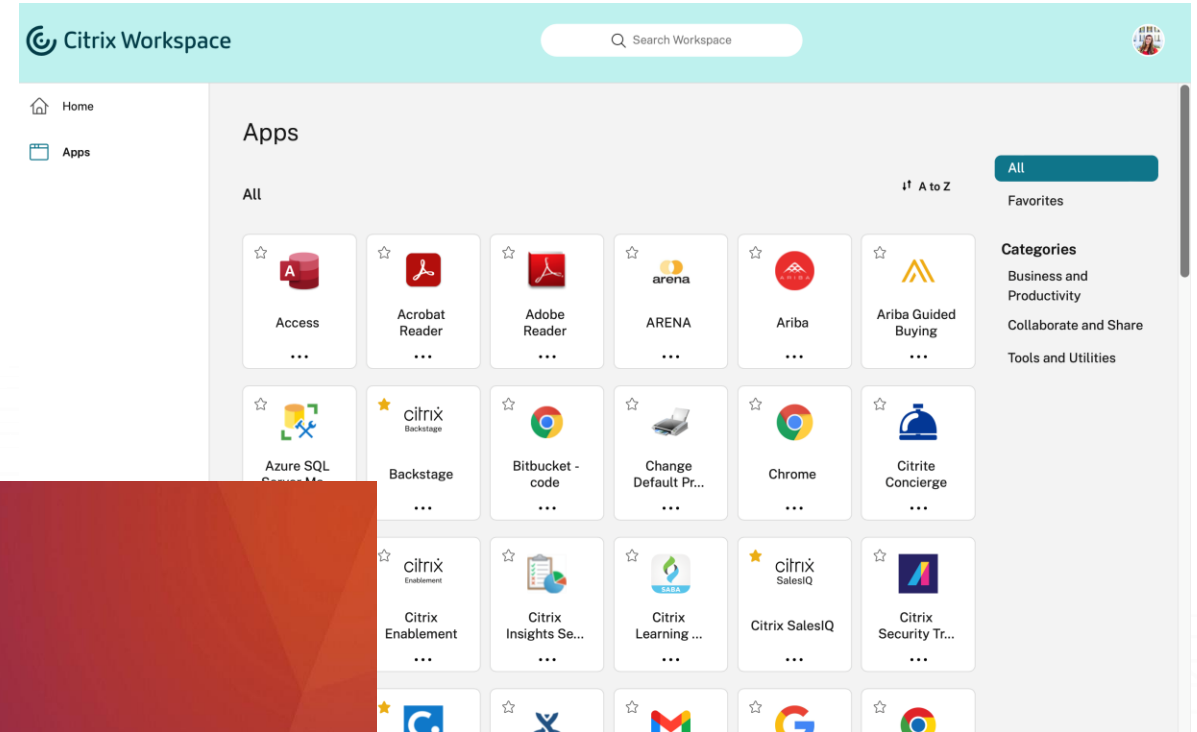 Citrix Workspace
Search Workspace
Home
Apps
Apps
All
A to Z
All
Favorites
Categories
Business and
Productivity
Collaborate and Share
Tools and Utilities
A
arena
ARIBA
Access
Acrobat
Reader
Adobe
Reader
ARENA
Ariba
Ariba Guided
Buying
citrix
Backstage
Azure SQL
Backstage
Bitbucket -
code
Change
Default Pr...
Chrome
Citrite
Concierge
citrix
Enablement
SABA
citrix
SalesIQ
Citrix
Enablement
Citrix
Insights Se...
Citrix
Learning ...
Citrix SalesIQ
Citrix
Security Tr...